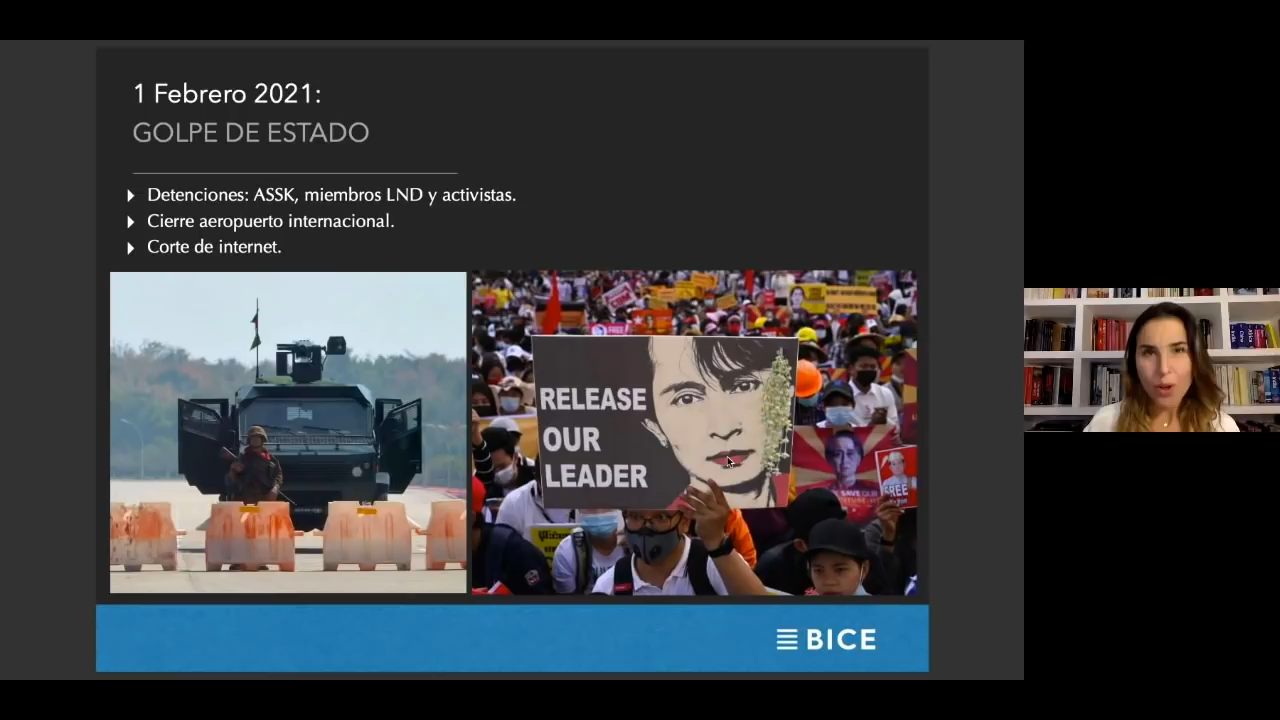 1 Febrero 2021:
GOLPE DE ESTADO
Detenciones: ASSK, miembros LND y activistas.
Cierre aeropuerto internacional.
Corte de internet.
RELEASE
OUR
LEADER
FREE
BICE